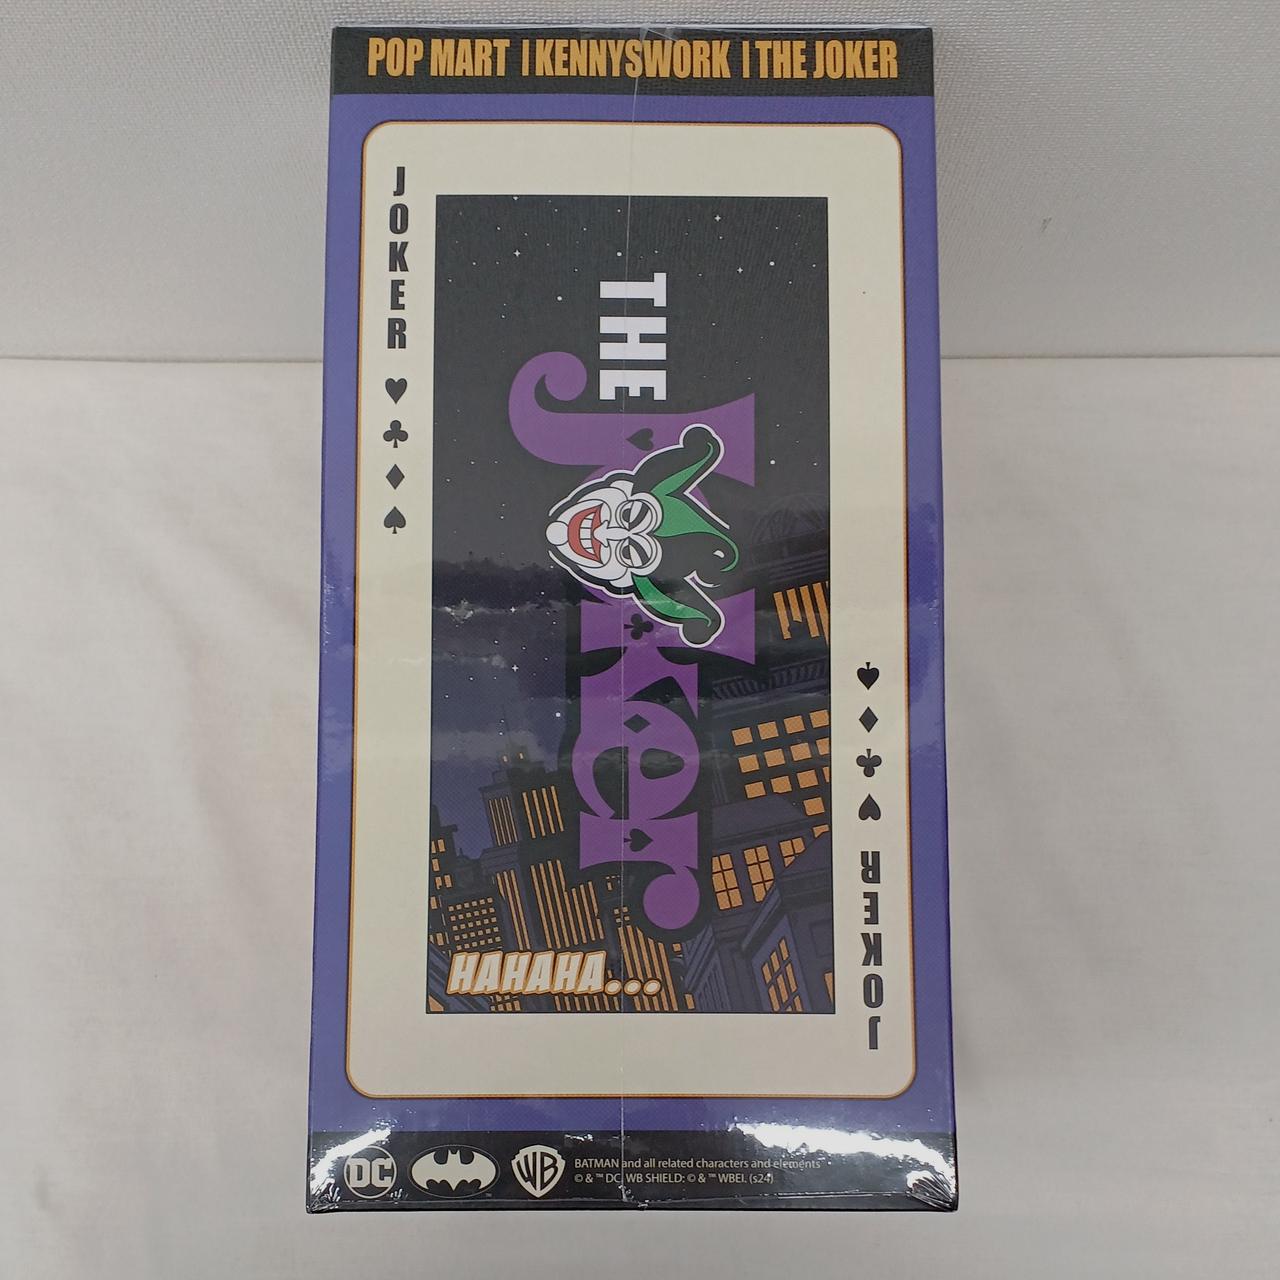 POP MART | KENNYSWORK | THE JOKER
JOKER
THE
Joker
HAHAHA...
JOKER
DC
WB
BATMAN and all related characters and elements
© & ™ DC. WB SHIELD: © & ™ WBEI. (s24)